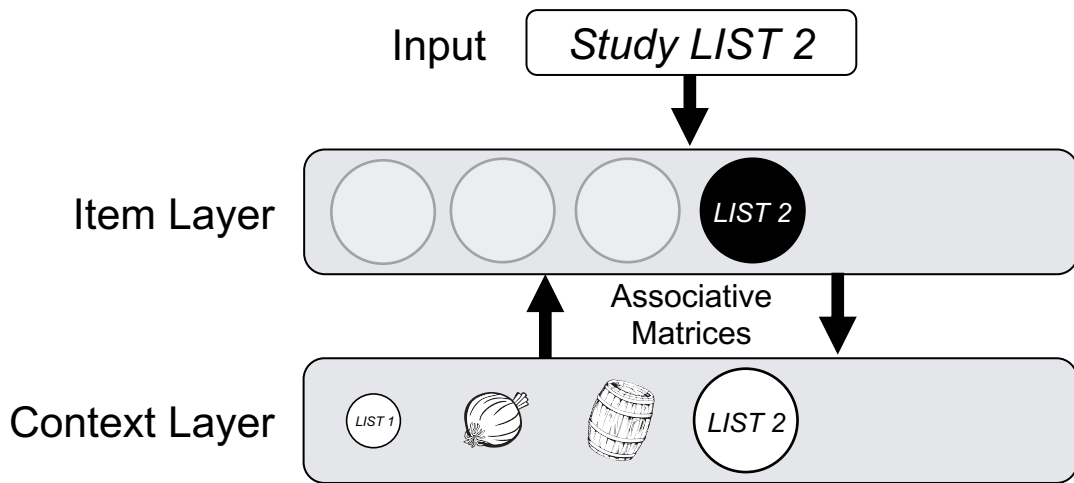 Input
Study LIST 2
Item Layer
LIST 2
Associative
Matrices
Context Layer
LIST 1
LIST 2